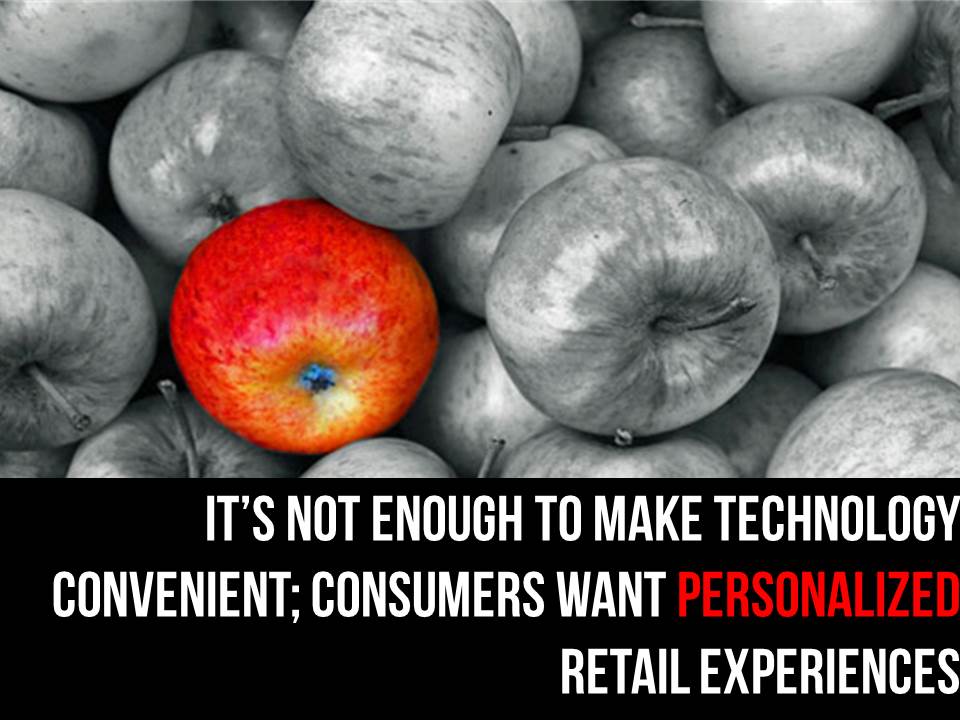 IT’S NOT ENOUGH TO MAKE TECHNOLOGY
CONVENIENT; CONSUMERS WANT PERSONALIZED
RETAIL EXPERIENCES